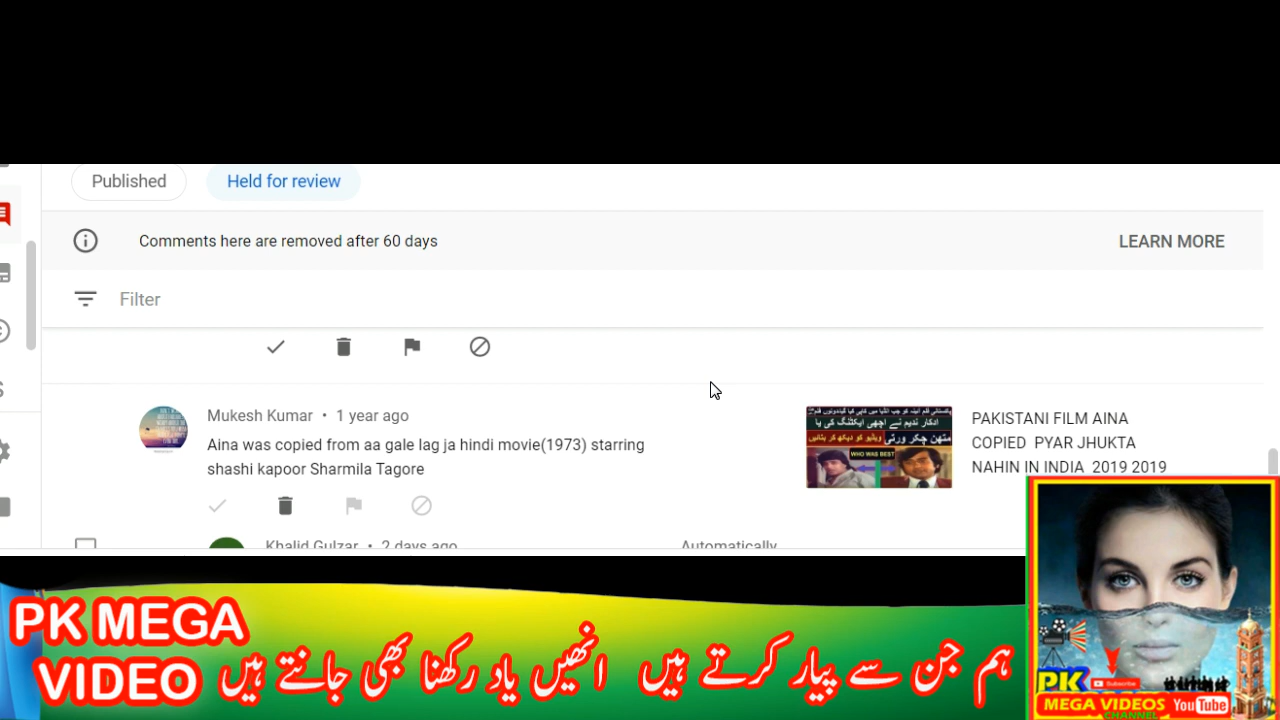 Published
Held for review
Comments here are removed after 60 days
LEARN MORE
Filter
Mukesh Kumar • 1 year ago
Aina was copied from aa gale lag ja hindi movie(1973) starring
shashi kapoor Sharmila Tagore
WHO WAS BEST
PAKISTANI FILM AINA
COPIED PYAR JHUKTA
NAHIN IN INDIA 2019 2019
Khalid Gulzar • 2 days ago
Automatically
PK MEGA
VIDEO
ہم جن سے پیار کرتے ہیں انھیں یاد رکھنا بھی جانتے ہیں
PK
Subscribe
MEGA VIDEOS
CHANNEL
YouTube